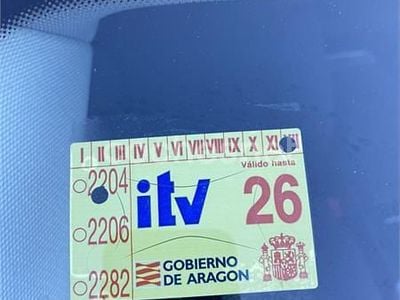 I II III IV V VI VII VIII IX X XI XII
Válido hasta
2204
itv
26
2206
2282
GOBIERNO
DE ARAGON